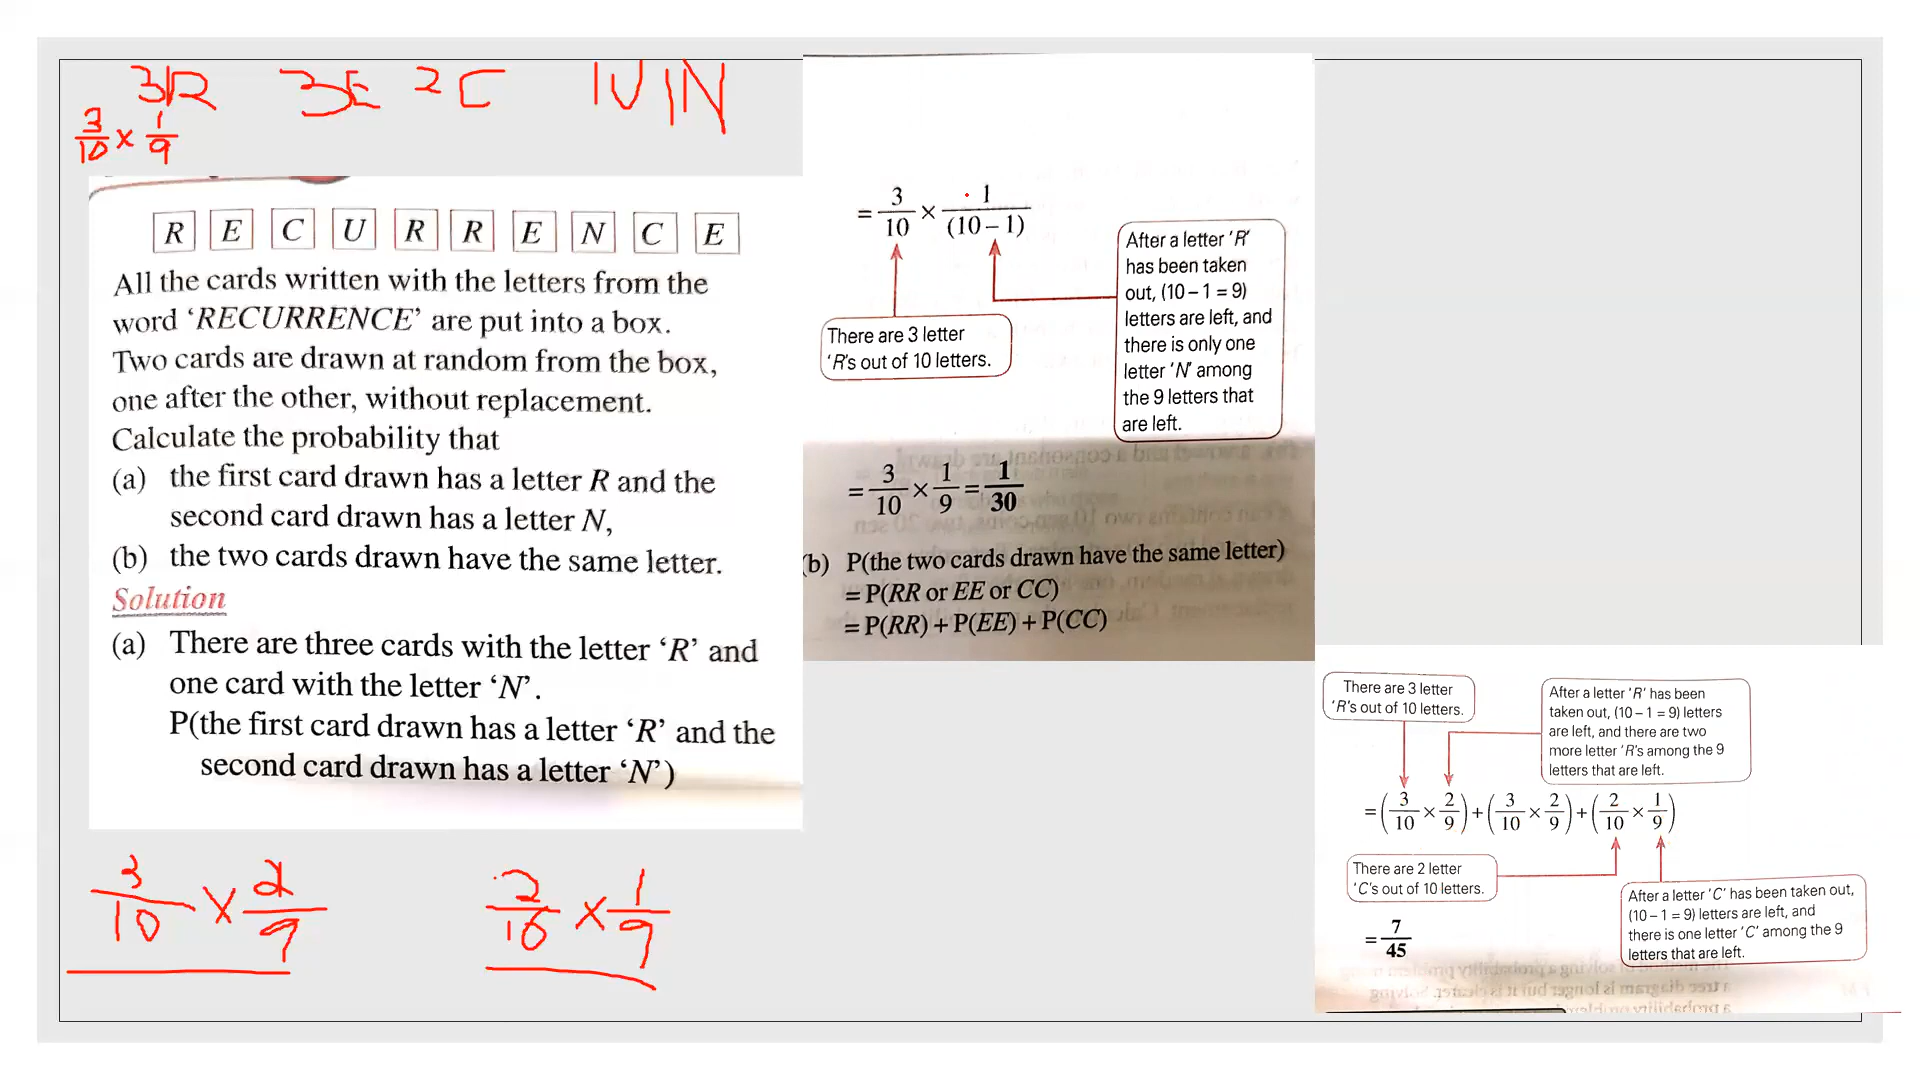 3R 3E 2C 1U 1N
3/10 × 1/9
R E C U R R E N C E
All the cards written with the letters from the
word ‘RECURRENCE’ are put into a box.
Two cards are drawn at random from the box,
one after the other, without replacement.
Calculate the probability that
(a) the first card drawn has a letter R and the
second card drawn has a letter N,
(b) the two cards drawn have the same letter.
Solution
(a) There are three cards with the letter ‘R’ and
one card with the letter ‘N’.
P(the first card drawn has a letter ‘R’ and the
second card drawn has a letter ‘N’)
3/10 × 2/9
2/10 × 1/9
= 3/10 × 1/(10 – 1)
There are 3 letter
‘R’s out of 10 letters.
After a letter ‘R’
has been taken
out, (10 – 1 = 9)
letters are left, and
there is only one
letter ‘N’ among
the 9 letters that
are left.
= 3/10 × 1/9 = 1/30
(b) P(the two cards drawn have the same letter)
= P(RR or EE or CC)
= P(RR) + P(EE) + P(CC)
There are 3 letter
‘R’s out of 10 letters.
After a letter ‘R’ has been
taken out, (10 – 1 = 9) letters
are left, and there are two
more letter ‘R’s among the 9
letters that are left.
= (3/10 × 2/9) + (3/10 × 2/9) + (2/10 × 1/9)
There are 2 letter
‘C’s out of 10 letters.
After a letter ‘C’ has been taken out,
(10 – 1 = 9) letters are left, and
there is one letter ‘C’ among the 9
letters that are left.
= 7/45